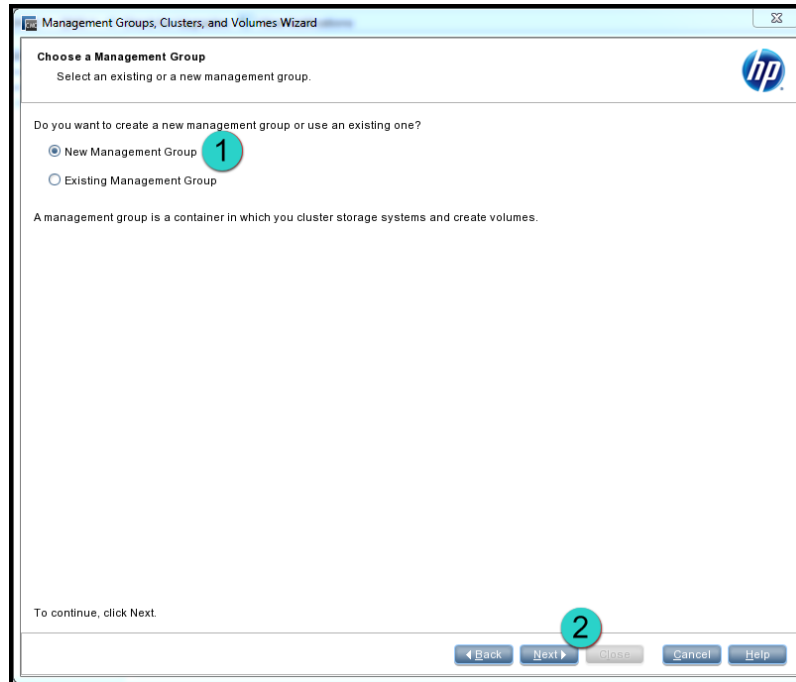 CMC Management Groups, Clusters, and Volumes Wizard
Choose a Management Group
Select an existing or a new management group.
hp
Do you want to create a new management group or use an existing one?
New Management Group 1
Existing Management Group
A management group is a container in which you cluster storage systems and create volumes.
To continue, click Next.
2
Back Next Close Cancel Help